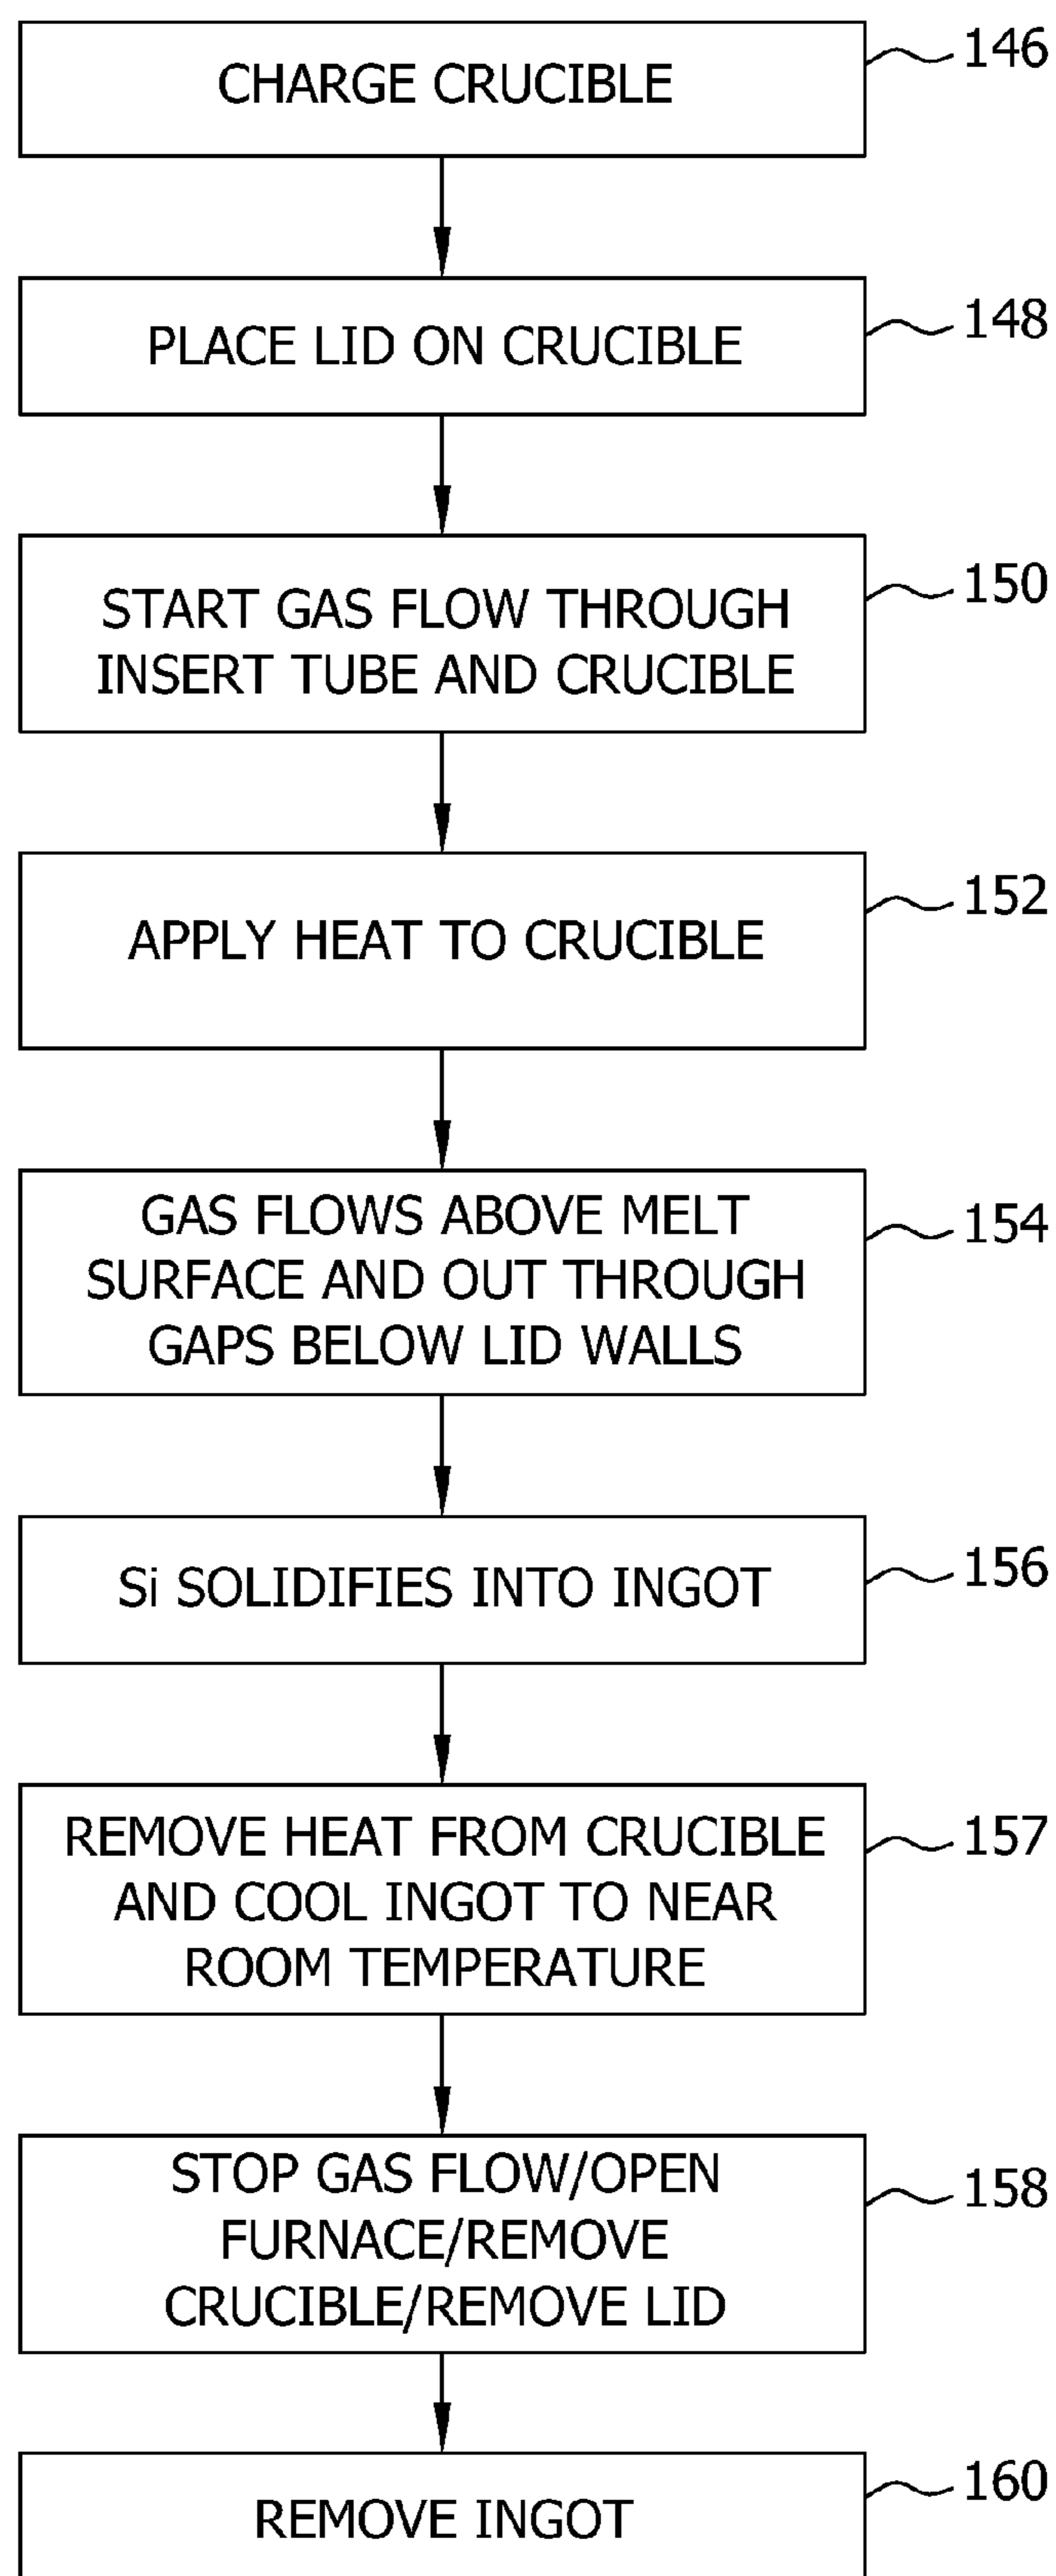 CHARGE CRUCIBLE
146
PLACE LID ON CRUCIBLE
148
START GAS FLOW THROUGH
INSERT TUBE AND CRUCIBLE
150
APPLY HEAT TO CRUCIBLE
152
GAS FLOWS ABOVE MELT
SURFACE AND OUT THROUGH
GAPS BELOW LID WALLS
154
Si SOLIDIFIES INTO INGOT
156
REMOVE HEAT FROM CRUCIBLE
AND COOL INGOT TO NEAR
ROOM TEMPERATURE
157
STOP GAS FLOW/OPEN
FURNACE/REMOVE
CRUCIBLE/REMOVE LID
158
REMOVE INGOT
160